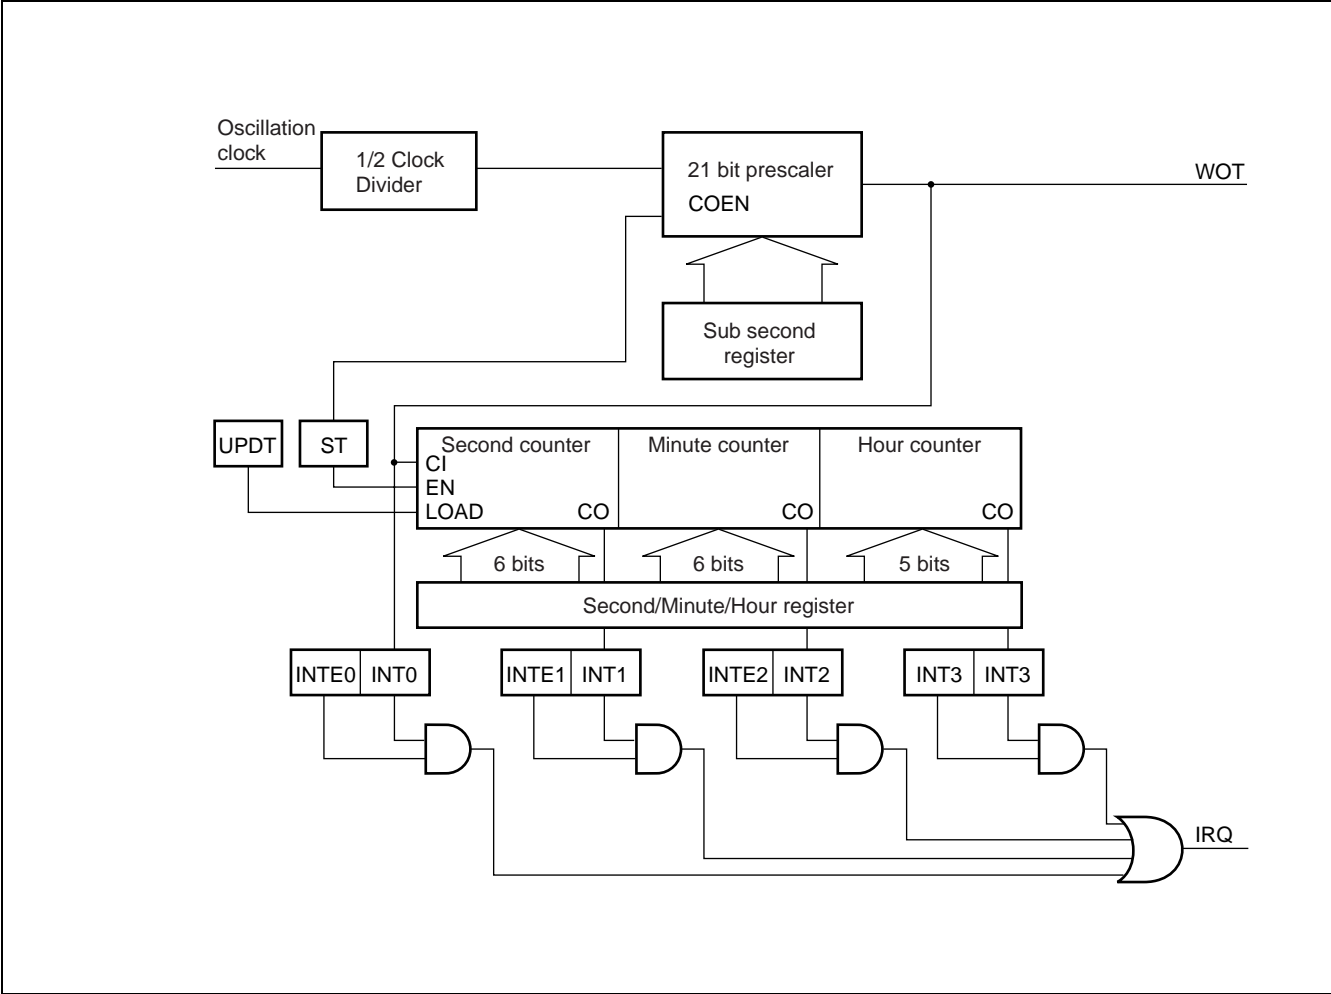 Oscillation
clock
1/2 Clock
Divider
21 bit prescaler
COEN
WOT
Sub second
register
UPDT
ST
Second counter
Minute counter
Hour counter
CI
EN
LOAD
CO
CO
CO
6 bits
6 bits
5 bits
Second/Minute/Hour register
INTE0
INT0
INTE1
INT1
INTE2
INT2
INT3
INT3
IRQ